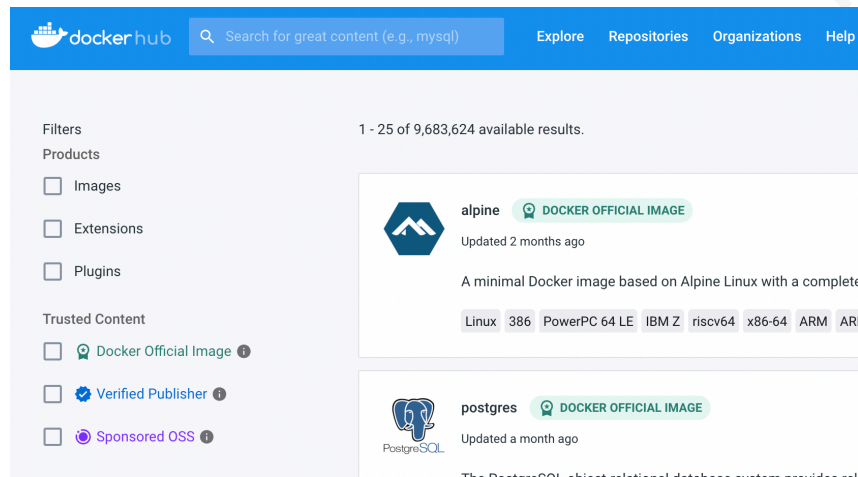 dockerhub Search for great content (e.g., mysql) Explore Repositories Organizations Help
Filters
Products
Images
Extensions
Plugins
Trusted Content
Docker Official Image
Verified Publisher
Sponsored OSS
1 - 25 of 9,683,624 available results.
alpine DOCKER OFFICIAL IMAGE
Updated 2 months ago
A minimal Docker image based on Alpine Linux with a complete
Linux 386 PowerPC 64 LE IBM Z riscv64 x86-64 ARM
PostgreSQL
postgres DOCKER OFFICIAL IMAGE
Updated a month ago